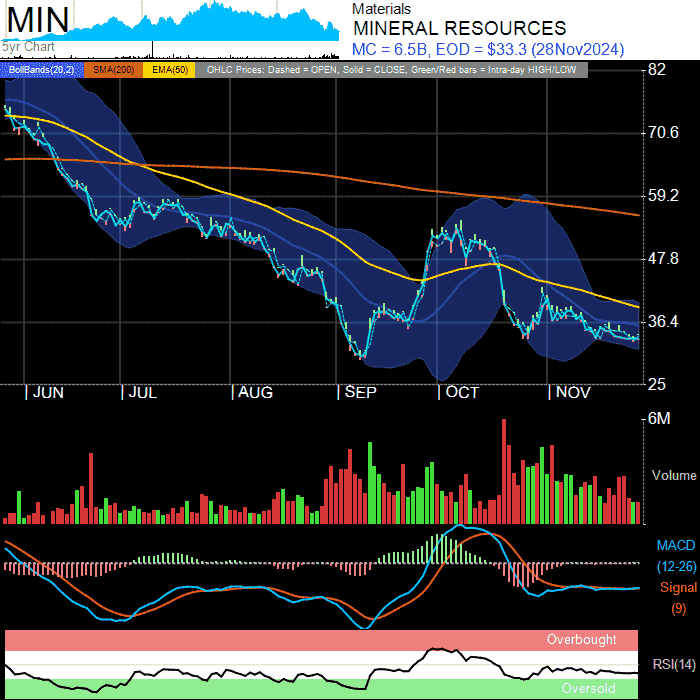 MIN
5yr Chart
Materials
MINERAL RESOURCES
MC = 6.5B, EOD = $33.3 (28Nov2024)
BollBands(20,2) SMA(200) EMA(50) OHLC Prices: Dashed = OPEN, Solid = CLOSE, Green/Red bars = Intra-day HIGH/LOW
82
70.6
59.2
47.8
36.4
25
JUN JUL AUG SEP OCT NOV
6M
Volume
MACD
(12-26)
Signal
(9)
Overbought
RSI(14)
Oversold